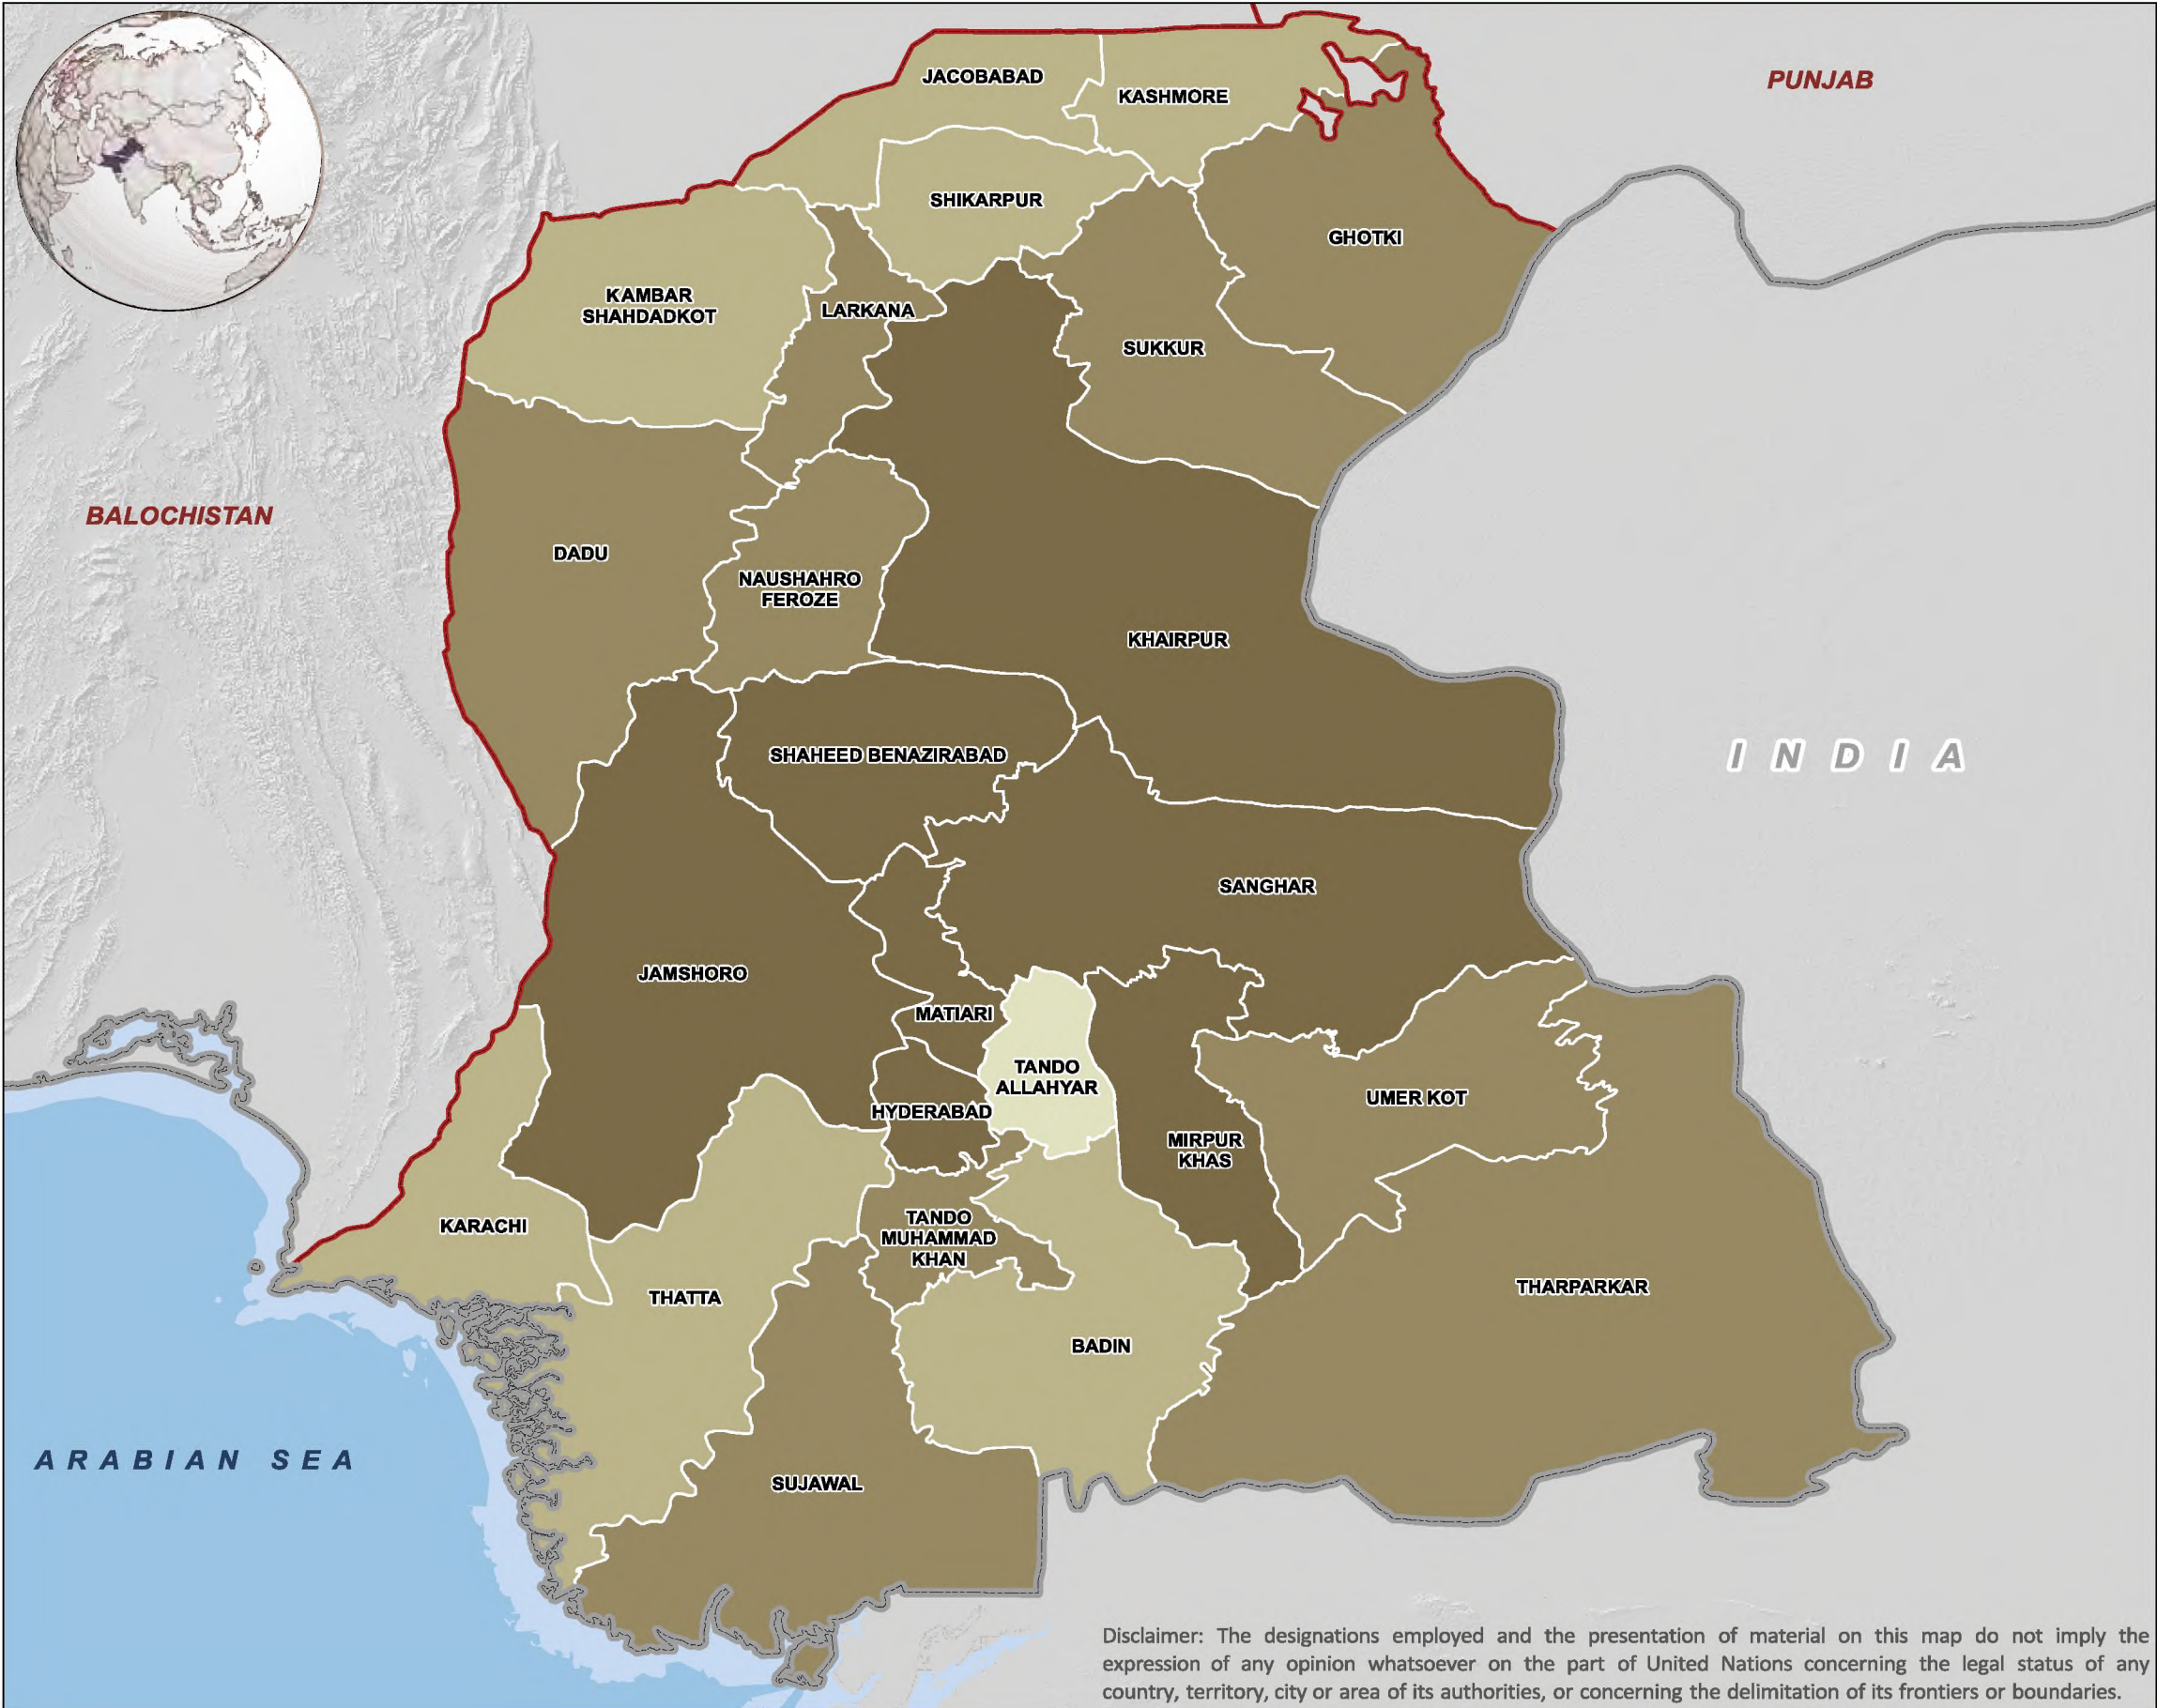 JACOBABAD
PUNJAB
KASHMORE
SHIKARPUR
GHOTKI
KAMBAR
SHAHDADKOT
LARKANA
SUKKUR
BALOCHISTAN
DADU
NAUSHAHRO
FEROZE
KHAIRPUR
SHAHEED BENAZIRABAD
INDIA
SANGHAR
JAMSHORO
MATIARI
TANDO
ALLAHYAR
UMER KOT
HYDERABAD
MIRPUR
KHAS
KARACHI
TANDO
MUHAMMAD
KHAN
THARPARKAR
THATTA
BADIN
ARABIAN SEA
SUJAWAL
Disclaimer: The designations employed and the presentation of material on this map do not imply the
expression of any opinion whatsoever on the part of United Nations concerning the legal status of any
country, territory, city or area of its authorities, or concerning the delimitation of its frontiers or boundaries.